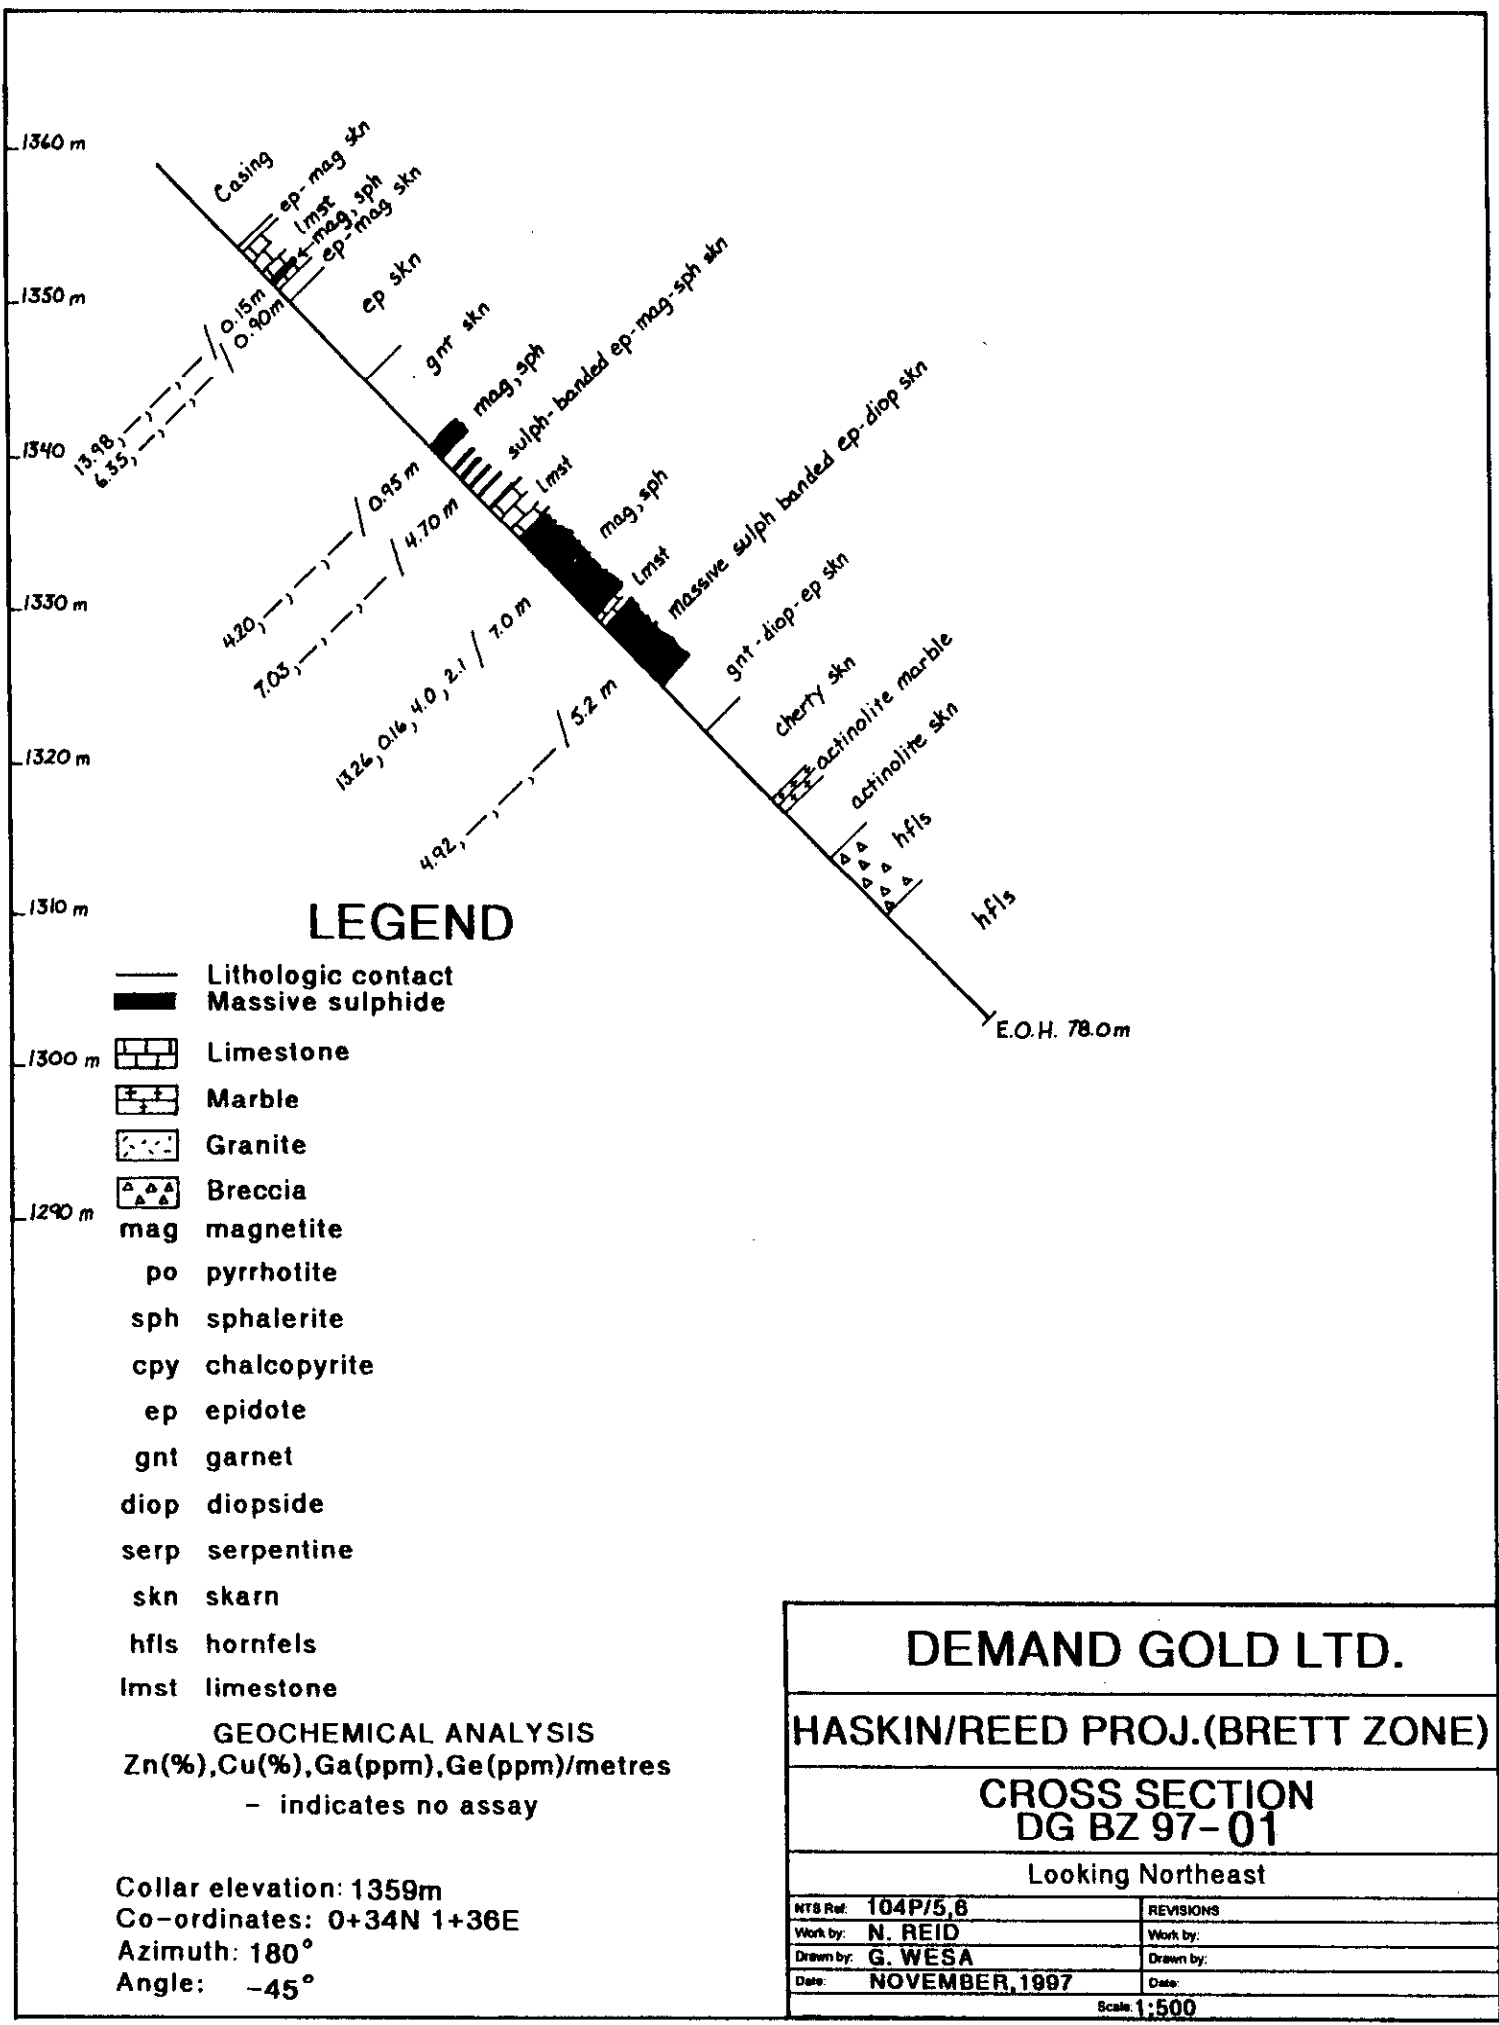 1360 m
1350 m
1340
1330 m
1320 m
1310 m
1300 m
1290 m
Casing
ep-mag skn
lmst
mag, sph
ep-mag skn
ep skn
gnt skn
mag, sph
sulph-banded ep-mag-sph skn
lmst
mag, sph
lmst
massive sulph banded ep-diop skn
gnt-diop-ep skn
cherty skn
actinolite marble
actinolite skn
hfls
hfls
E.O.H. 78.0m
13.98, —, —, — / 0.15m
6.35, —, —, — / 0.90m
4.20, —, —, — / 0.95 m
7.03, —, —, — / 4.70 m
13.26, 0.16, 4.0, 2.1 / 7.0 m
4.92, —, —, — / 5.2 m
LEGEND
Lithologic contact
Massive sulphide
Limestone
Marble
Granite
Breccia
mag magnetite
po pyrrhotite
sph sphalerite
cpy chalcopyrite
ep epidote
gnt garnet
diop diopside
serp serpentine
skn skarn
hfls hornfels
lmst limestone
GEOCHEMICAL ANALYSIS
Zn(%),Cu(%),Ga(ppm),Ge(ppm)/metres
- indicates no assay
Collar elevation: 1359m
Co-ordinates: 0+34N 1+36E
Azimuth: 180°
Angle: -45°
DEMAND GOLD LTD.
HASKIN/REED PROJ.(BRETT ZONE)
CROSS SECTION
DG BZ 97-01
Looking Northeast
NTS Ref: 104P/5,6
REVISIONS
Work by: N. REID
Work by:
Drawn by: G. WESA
Drawn by:
Date: NOVEMBER,1997
Date:
Scale: 1:500